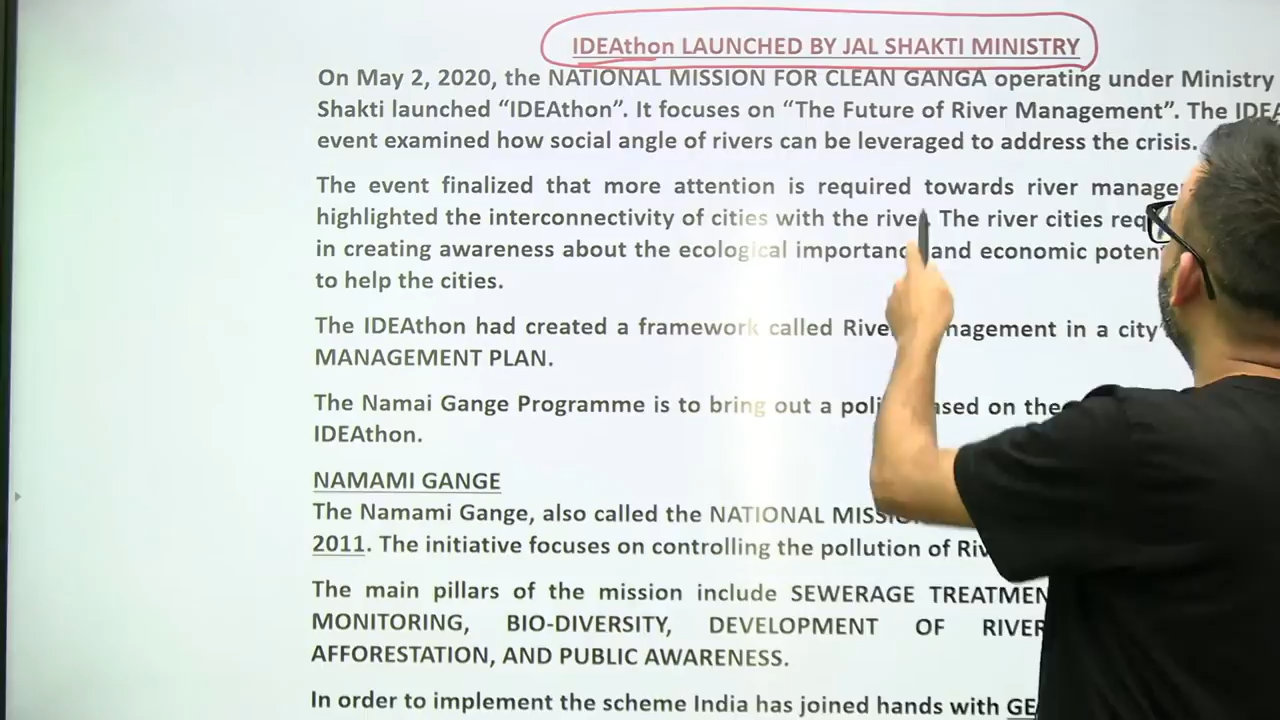 IDEAthon LAUNCHED BY JAL SHAKTI MINISTRY
On May 2, 2020, the NATIONAL MISSION FOR CLEAN GANGA operating under Ministry
Shakti launched “IDEAthon”. It focuses on “The Future of River Management”. The
event examined how social angle of rivers can be leveraged to address the crisis.
The event finalized that more attention is required towards river
highlighted the interconnectivity of cities with the The river cities
in creating awareness about the ecological and economic
to help the cities.
The IDEAthon had created a framework called in a
MANAGEMENT PLAN.
The Namai Gange Programme is to bring out a on the
IDEAthon.
NAMAMI GANGE
The Namami Gange, also called the NATIONAL
2011. The initiative focuses on controlling the pollution of
The main pillars of the mission include SEWERAGE
MONITORING, BIO-DIVERSITY, DEVELOPMENT OF
AFFORESTATION, AND PUBLIC AWARENESS.
In order to implement the scheme India has joined hands with